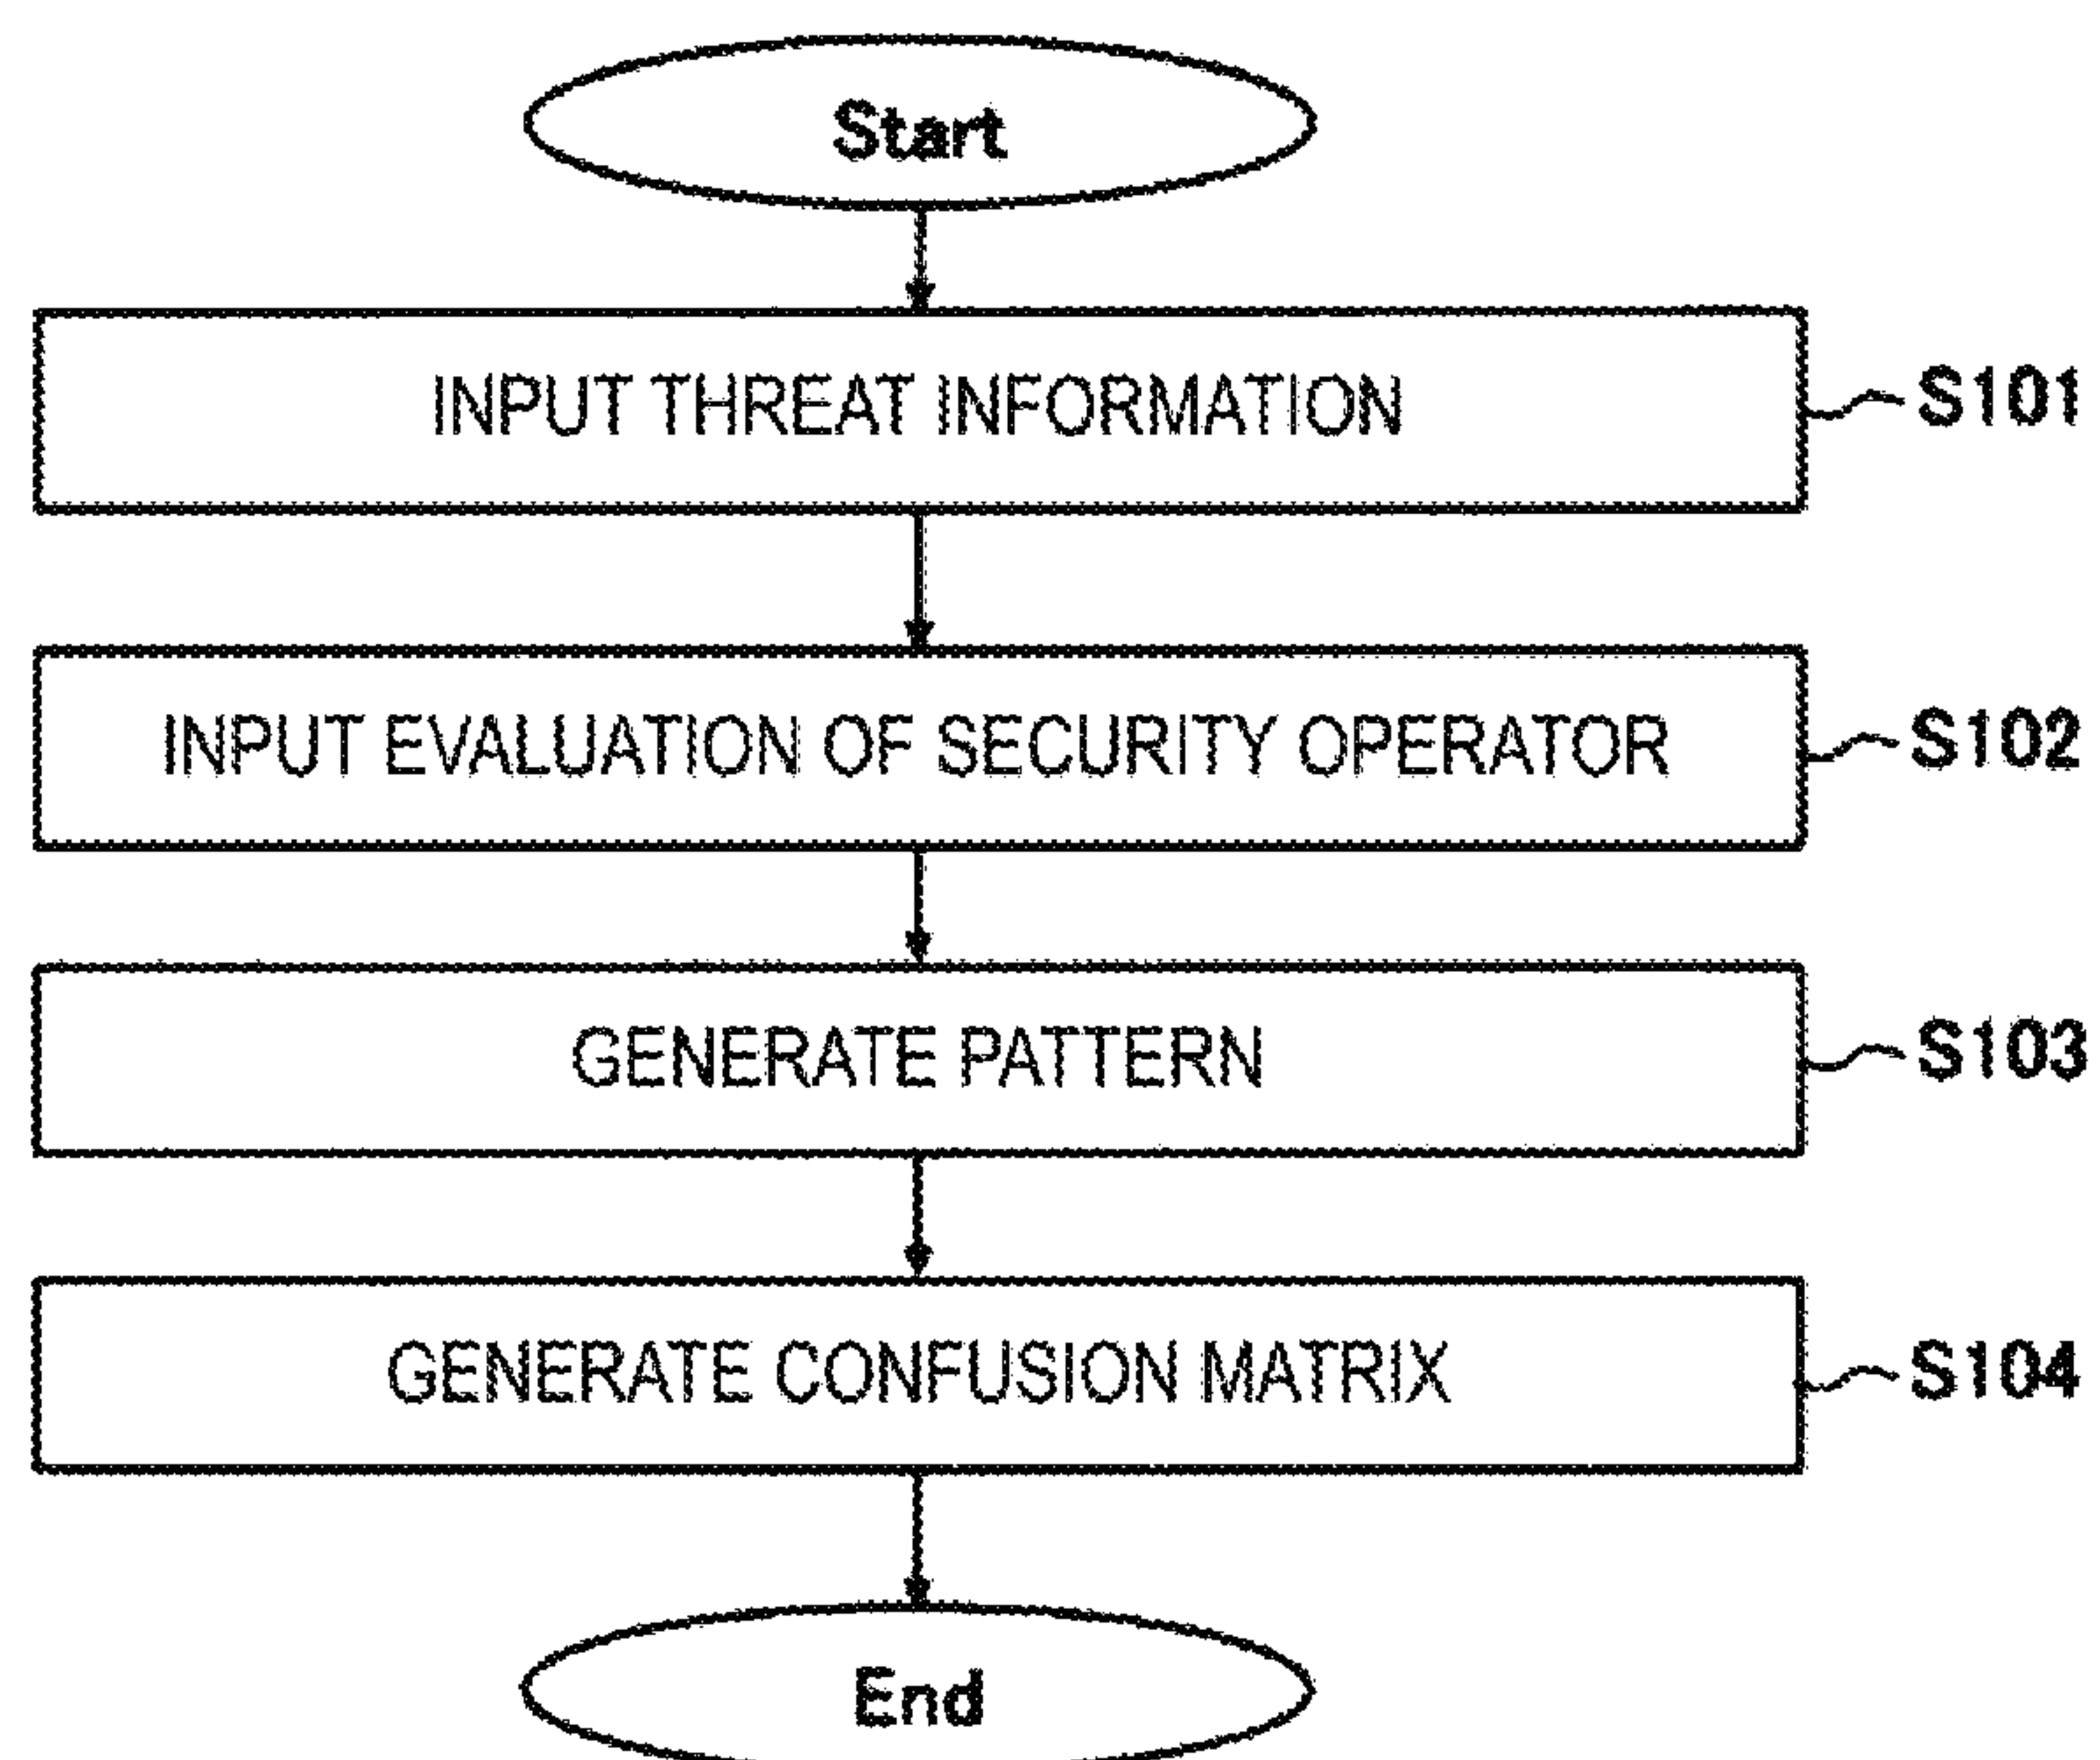 Start
INPUT THREAT INFORMATION
S101
INPUT EVALUATION OF SECURITY OPERATOR
S102
GENERATE PATTERN
S103
GENERATE CONFUSION MATRIX
S104
End